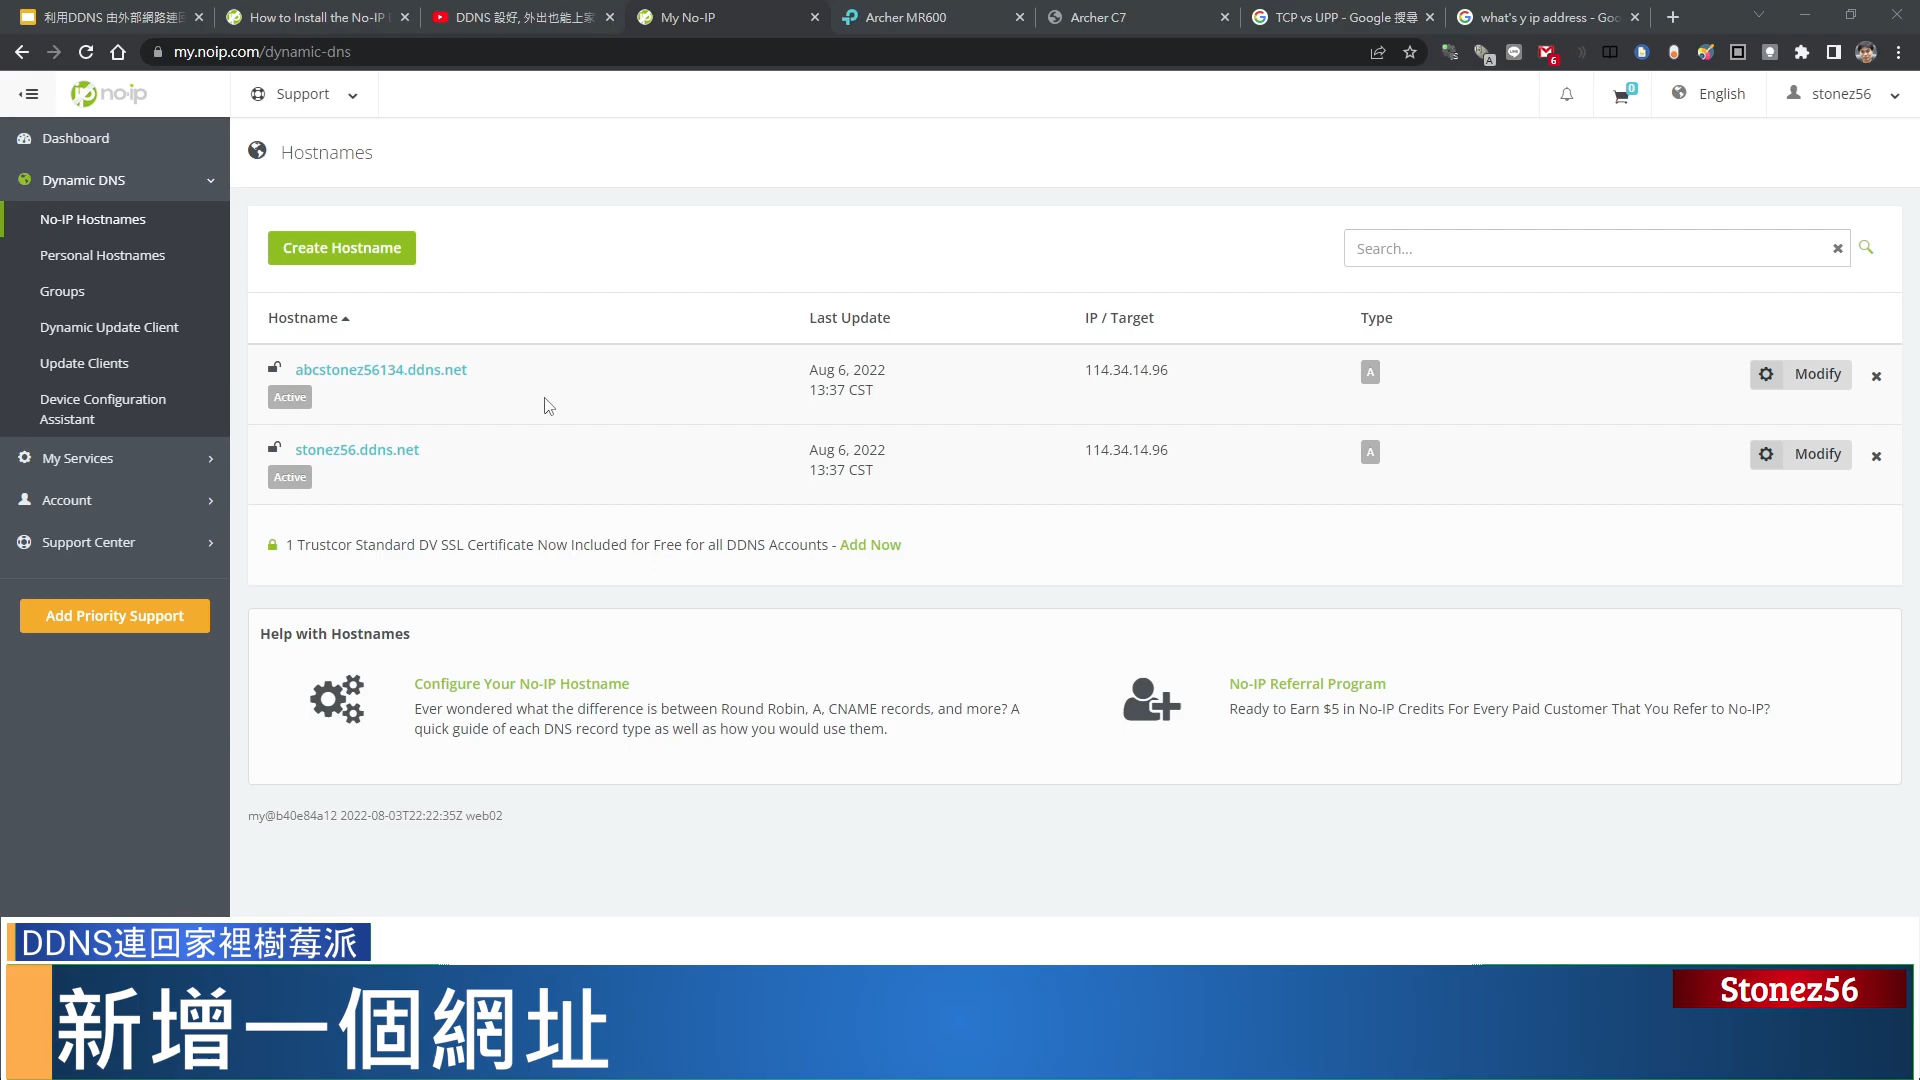 利用DDNS 由外部網路連回
How to Install the No-IP
DDNS 設好, 外出也能上家
My No-IP
Archer MR600
Archer C7
TCP vs UPP - Google 搜尋
what's y ip address - Goo
my.noip.com/dynamic-dns
A
6
noip
Support
0
English
stonez56
Dashboard
Dynamic DNS
No-IP Hostnames
Personal Hostnames
Groups
Dynamic Update Client
Update Clients
Device Configuration
Assistant
My Services
Account
Support Center
Add Priority Support
Hostnames
Create Hostname
Search...
Hostname
Last Update
IP / Target
Type
abcstonez56134.ddns.net
Active
Aug 6, 2022
13:37 CST
114.34.14.96
A
Modify
stonez56.ddns.net
Active
Aug 6, 2022
13:37 CST
114.34.14.96
A
Modify
1 Trustcor Standard DV SSL Certificate Now Included for Free for all DDNS Accounts - Add Now
Help with Hostnames
Configure Your No-IP Hostname
Ever wondered what the difference is between Round Robin, A, CNAME records, and more? A
quick guide of each DNS record type as well as how you would use them.
No-IP Referral Program
Ready to Earn $5 in No-IP Credits For Every Paid Customer That You Refer to No-IP?
my@b40e84a12 2022-08-03T22:22:35Z web02
DDNS連回家裡樹莓派
新增一個網址
Stonez56